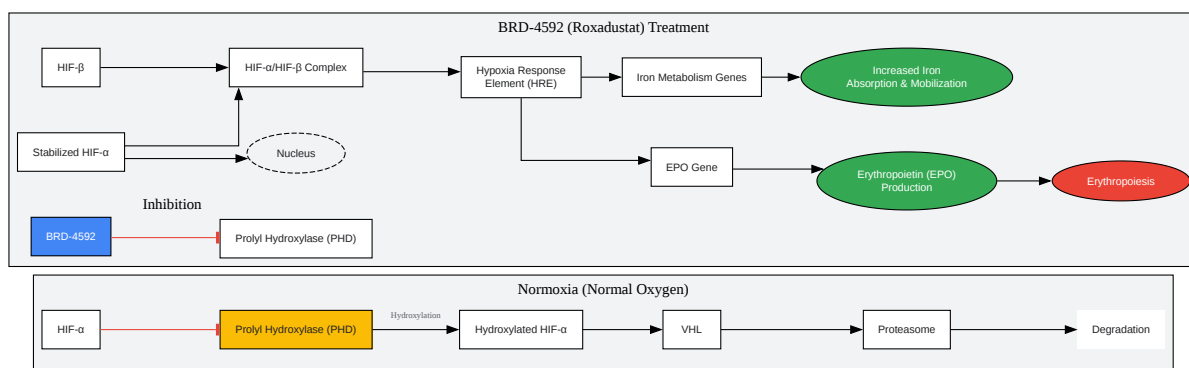 BRD-4592 (Roxadustat) Treatment
HIF-β
HIF-α/HIF-β Complex
Hypoxia Response
Element (HRE)
Iron Metabolism Genes
Increased Iron
Absorption & Mobilization
Stabilized HIF-α
Nucleus
EPO Gene
Erythropoietin (EPO)
Production
Erythropoiesis
Inhibition
BRD-4592
Prolyl Hydroxylase (PHD)
Normoxia (Normal Oxygen)
HIF-α
Prolyl Hydroxylase (PHD)
Hydroxylation
Hydroxylated HIF-α
VHL
Proteasome
Degradation